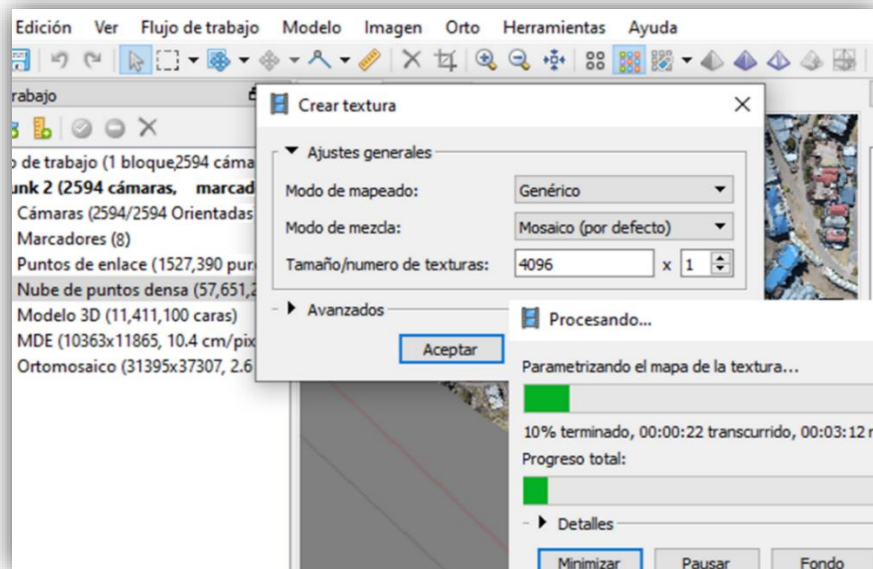 Edición Ver Flujo de trabajo Modelo Imagen Orto Herramientas Ayuda
Crear textura
Ajustes generales
Modo de mapeado: Genérico
Modo de mezcla: Mosaico (por defecto)
Tamaño/numero de texturas: 4096 x 1
Avanzados
Aceptar
rabajo
de trabajo (1 bloque,2594 cáma
unk 2 (2594 cámaras, marcad
Cámaras (2594/2594 Orientadas
Marcadores (8)
Puntos de enlace (1527,390 pun
Nube de puntos densa (57,651,2
Modelo 3D (11,411,100 caras)
MDE (10363x11865, 10.4 cm/pix
Ortomosaico (31395x37307, 2.6
Procesando...
Parametrizando el mapa de la textura...
10% terminado, 00:00:22 transcurrido, 00:03:12 r
Progreso total:
Detalles
Minimizar Pausar Fondo